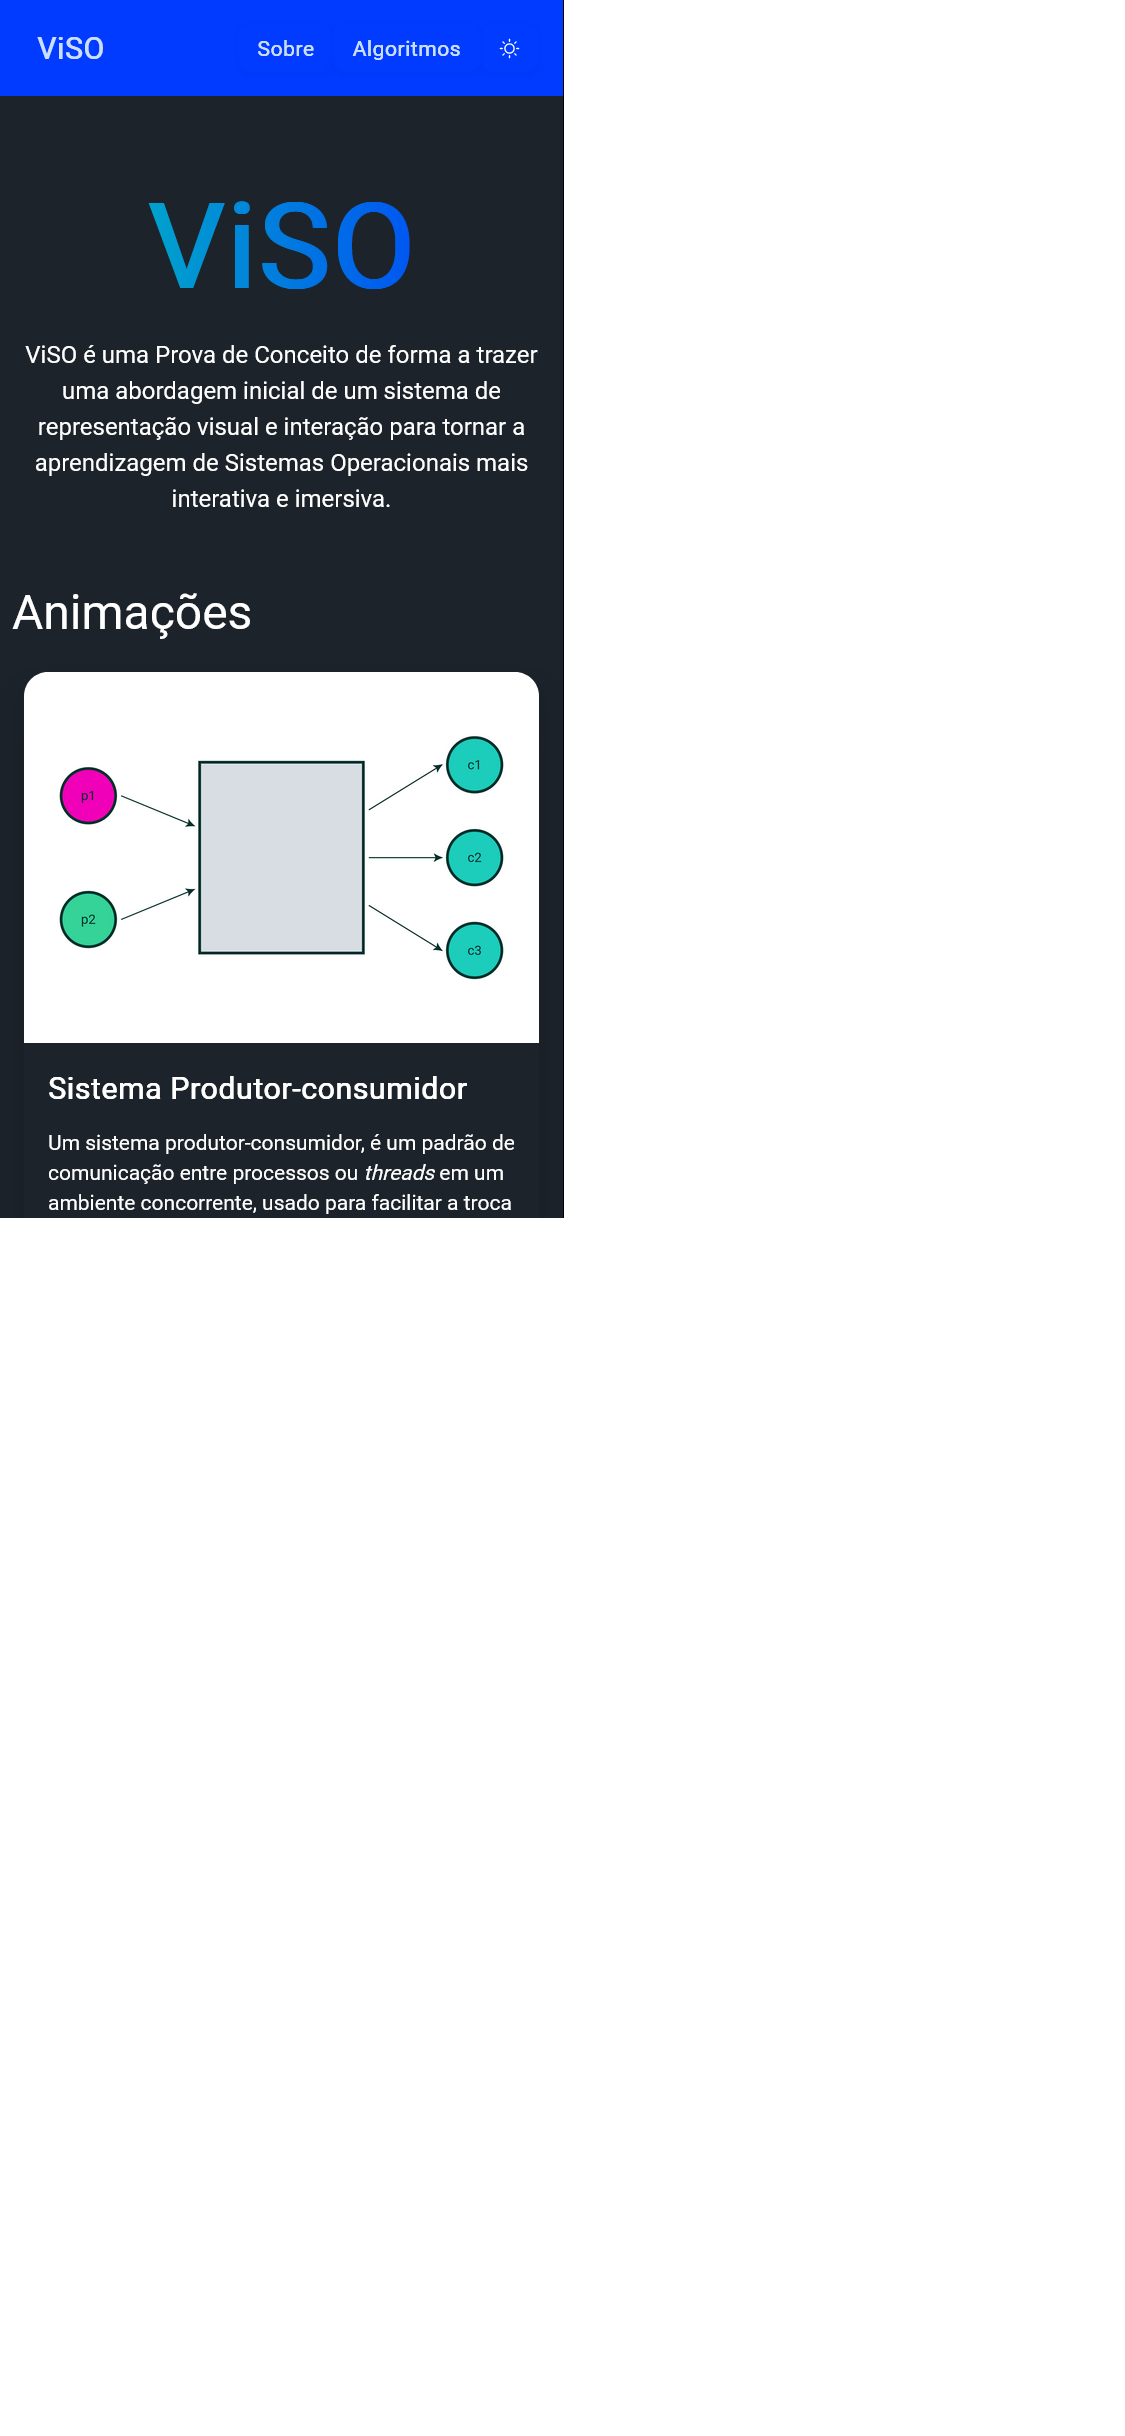 ViSO
Sobre
Algoritmos
ViSO
ViSO é uma Prova de Conceito de forma a trazer
uma abordagem inicial de um sistema de
representação visual e interação para tornar a
aprendizagem de Sistemas Operacionais mais
interativa e imersiva.
Animações
p1
p2
c1
c2
c3
Sistema Produtor-consumidor
Um sistema produtor-consumidor, é um padrão de
comunicação entre processos ou threads em um
ambiente concorrente, usado para facilitar a troca